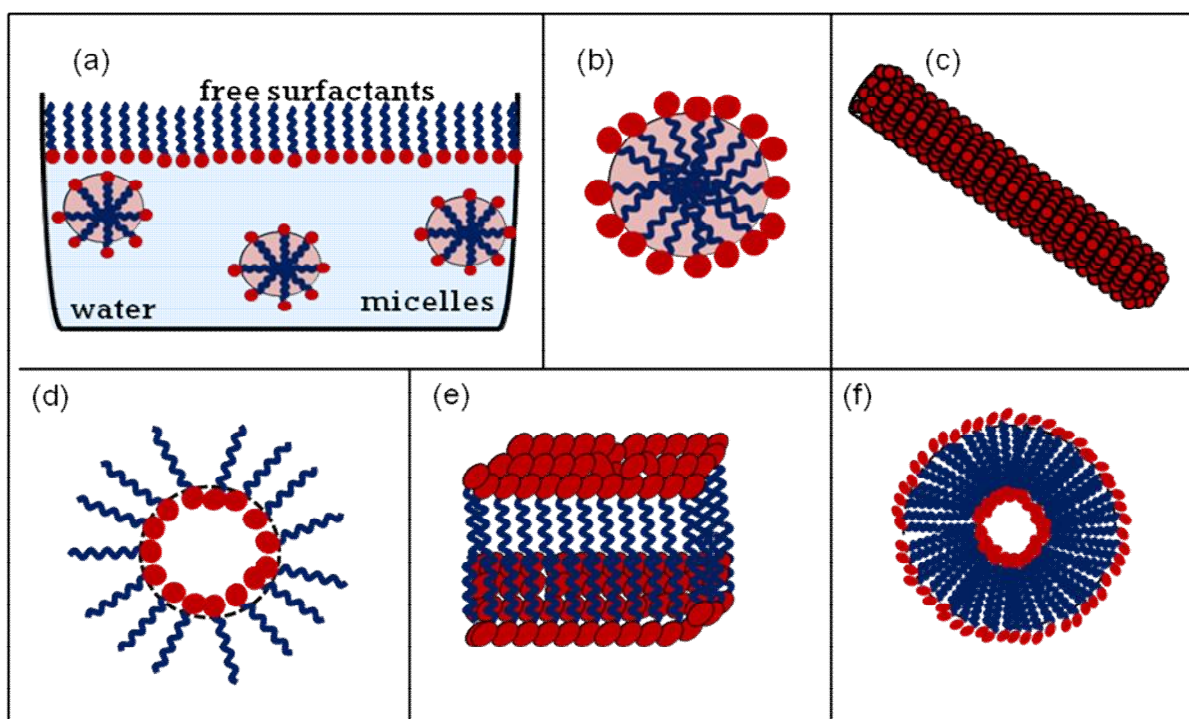 (a)
free surfactants
water
micelles
(b)
(c)
(d)
(e)
(f)